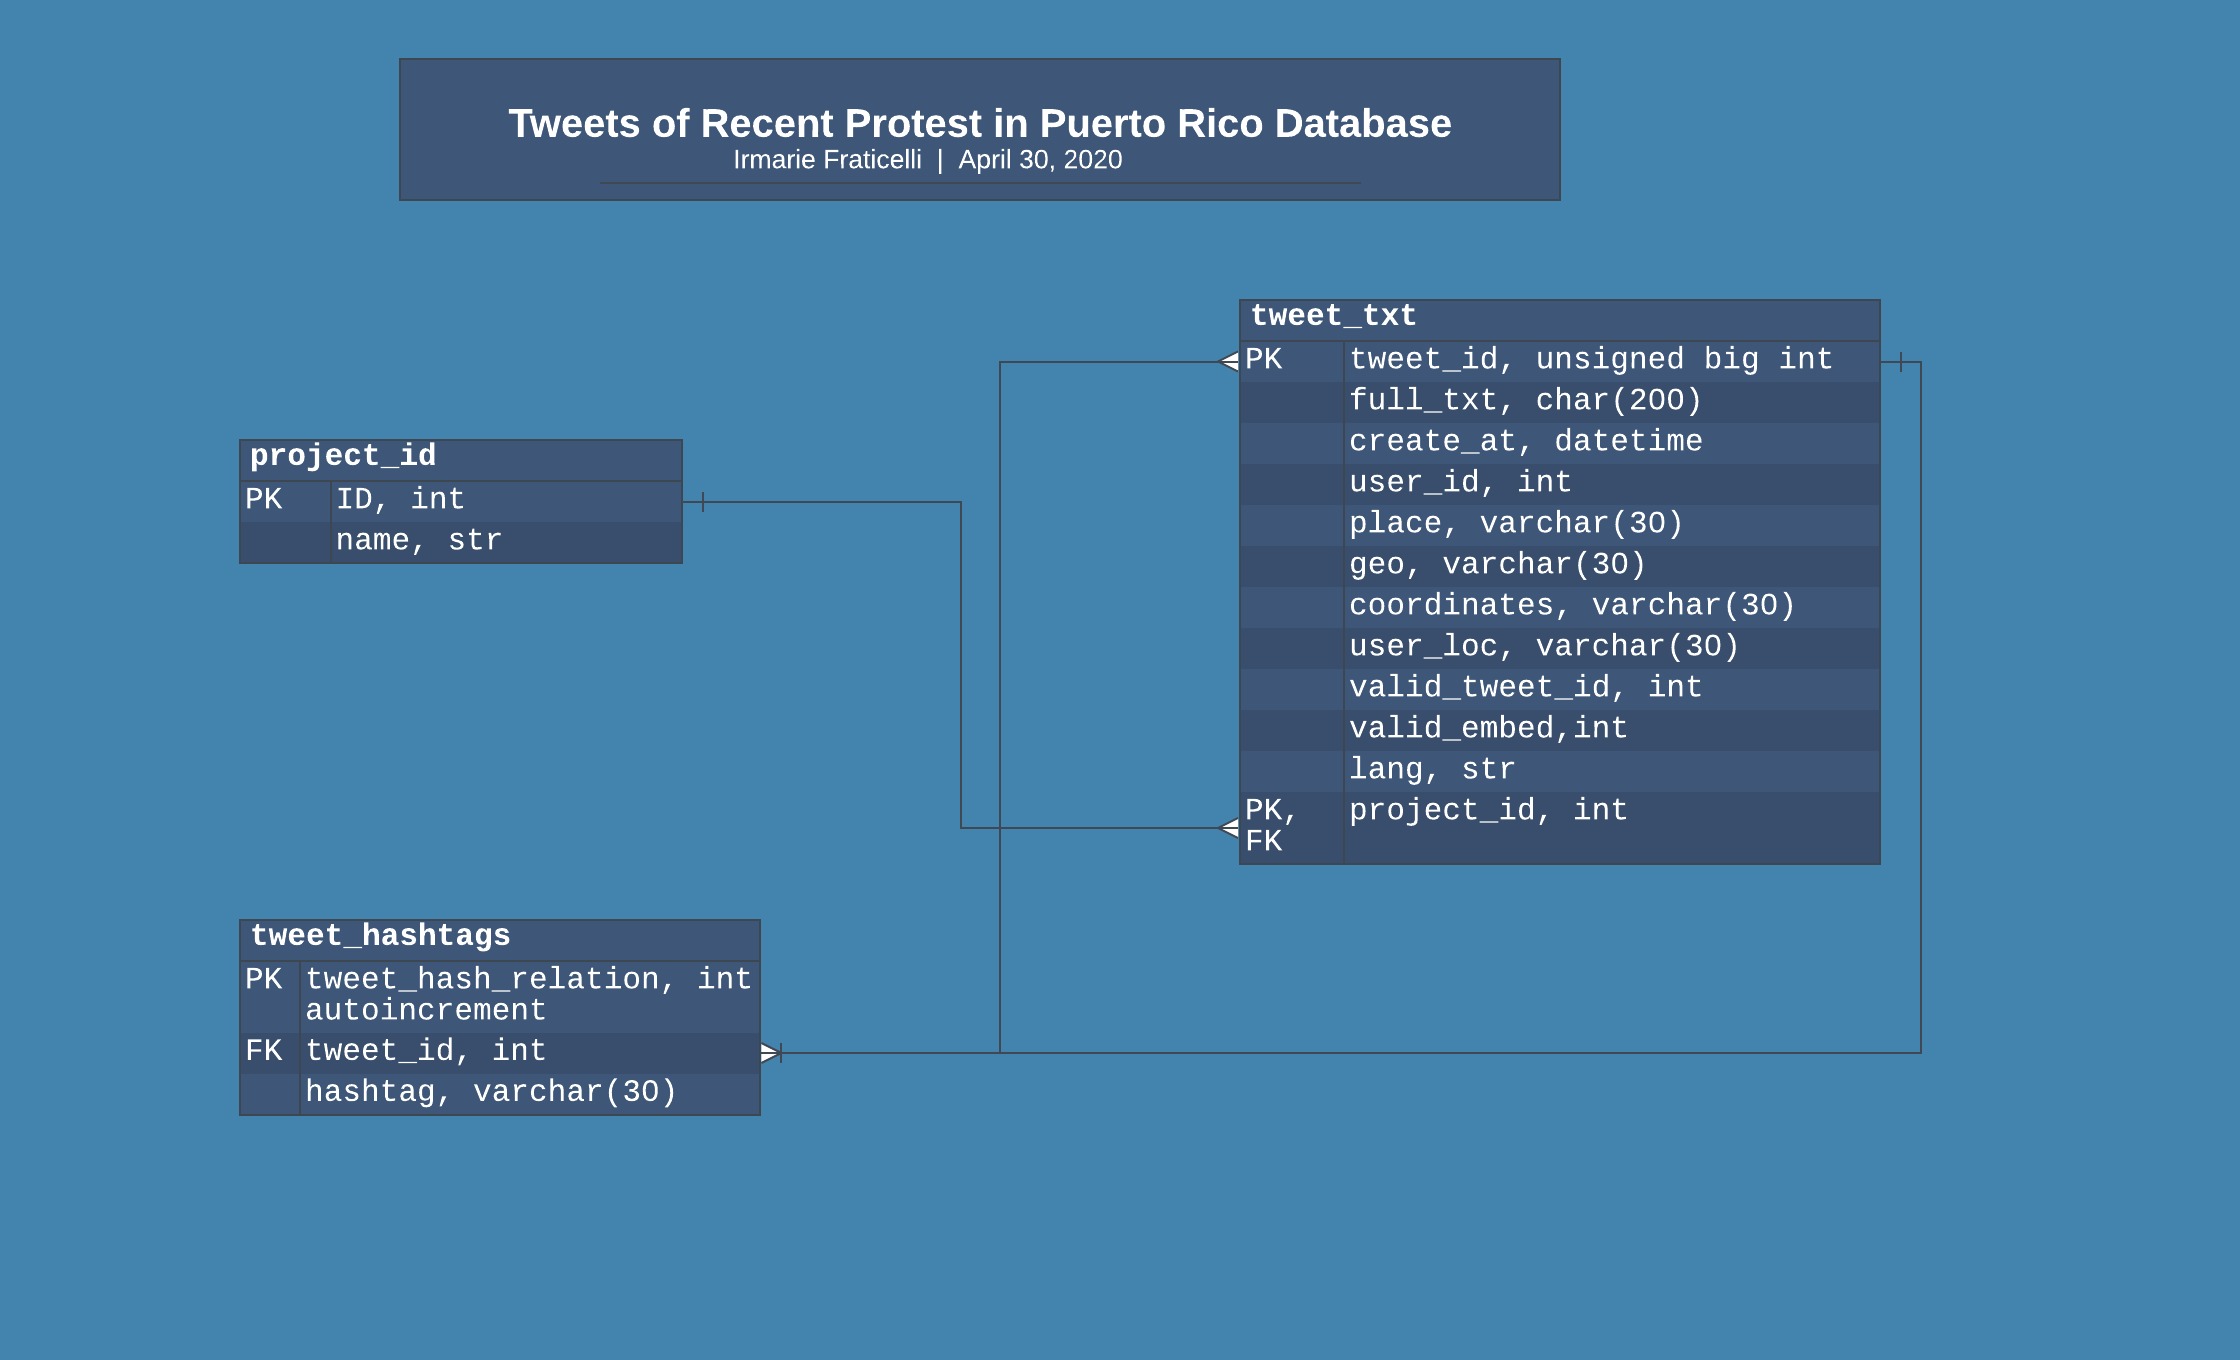 Tweets of Recent Protest in Puerto Rico Database
Irmarie Fraticelli | April 30, 2020
tweet_txt
PK tweet_id, unsigned big int
full_txt, char(200)
create_at, datetime
user_id, int
place, varchar(30)
geo, varchar(30)
coordinates, varchar(30)
user_loc, varchar(30)
valid_tweet_id, int
valid_embed,int
lang, str
PK, project_id, int
FK
project_id
PK ID, int
name, str
tweet_hashtags
PK tweet_hash_relation, int
autoincrement
FK tweet_id, int
hashtag, varchar(30)